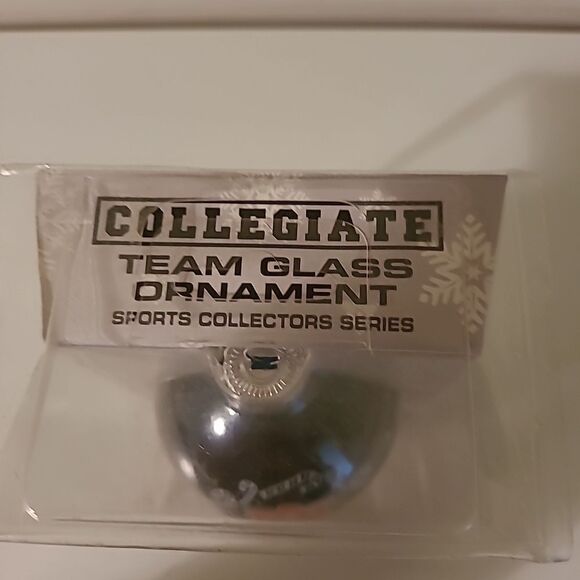 COLLEGIATE
TEAM GLASS
ORNAMENT
SPORTS COLLECTORS SERIES